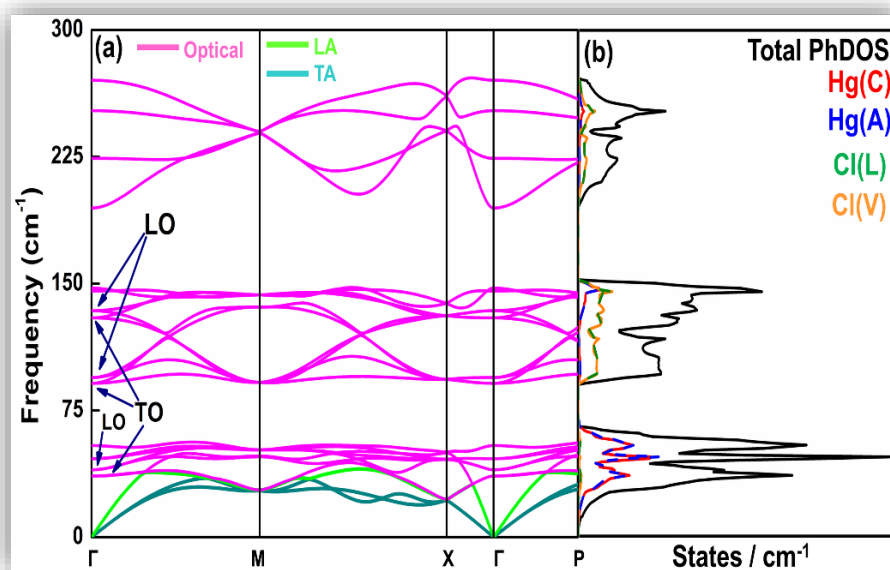 300
(a)
Optical
LA
TA
(b)
Total PhDOS
Hg(C)
Hg(A)
Cl(L)
Cl(V)
225
LO
150
TO
LO
75
0
Frequency (cm⁻¹)
Γ M X Γ P
States / cm⁻¹